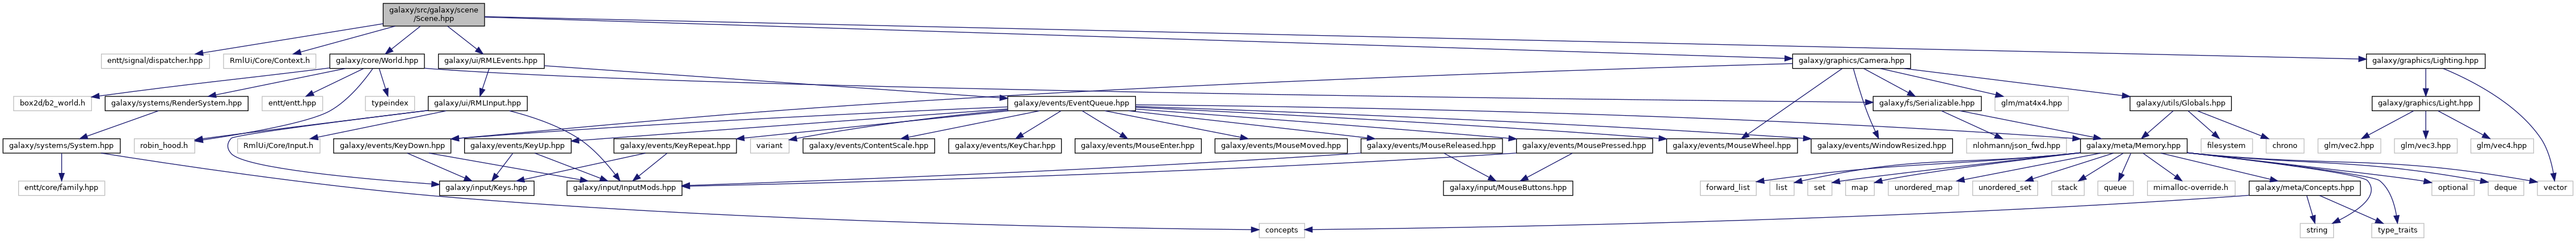 galaxy/src/galaxy/scene
/Scene.hpp
entt/signal/dispatcher.hpp
RmlUi/Core/Context.h
galaxy/core/World.hpp
galaxy/ui/RMLEvents.hpp
galaxy/graphics/Camera.hpp
galaxy/graphics/Lighting.hpp
box2d/b2_world.h
galaxy/systems/RenderSystem.hpp
entt/entt.hpp
typeindex
galaxy/ui/RMLInput.hpp
galaxy/events/EventQueue.hpp
galaxy/fs/Serializable.hpp
glm/mat4x4.hpp
galaxy/utils/Globals.hpp
galaxy/graphics/Light.hpp
galaxy/systems/System.hpp
robin_hood.h
RmlUi/Core/Input.h
galaxy/events/KeyDown.hpp
galaxy/events/KeyUp.hpp
galaxy/events/KeyRepeat.hpp
variant
galaxy/events/ContentScale.hpp
galaxy/events/KeyChar.hpp
galaxy/events/MouseEnter.hpp
galaxy/events/MouseMoved.hpp
galaxy/events/MouseReleased.hpp
galaxy/events/MousePressed.hpp
galaxy/events/MouseWheel.hpp
galaxy/events/WindowResized.hpp
nlohmann/json_fwd.hpp
galaxy/meta/Memory.hpp
filesystem
chrono
glm/vec2.hpp
glm/vec3.hpp
glm/vec4.hpp
entt/core/family.hpp
galaxy/input/Keys.hpp
galaxy/input/InputMods.hpp
galaxy/input/MouseButtons.hpp
forward_list
list
set
map
unordered_map
unordered_set
stack
queue
mimalloc-override.h
galaxy/meta/Concepts.hpp
optional
deque
vector
concepts
string
type_traits